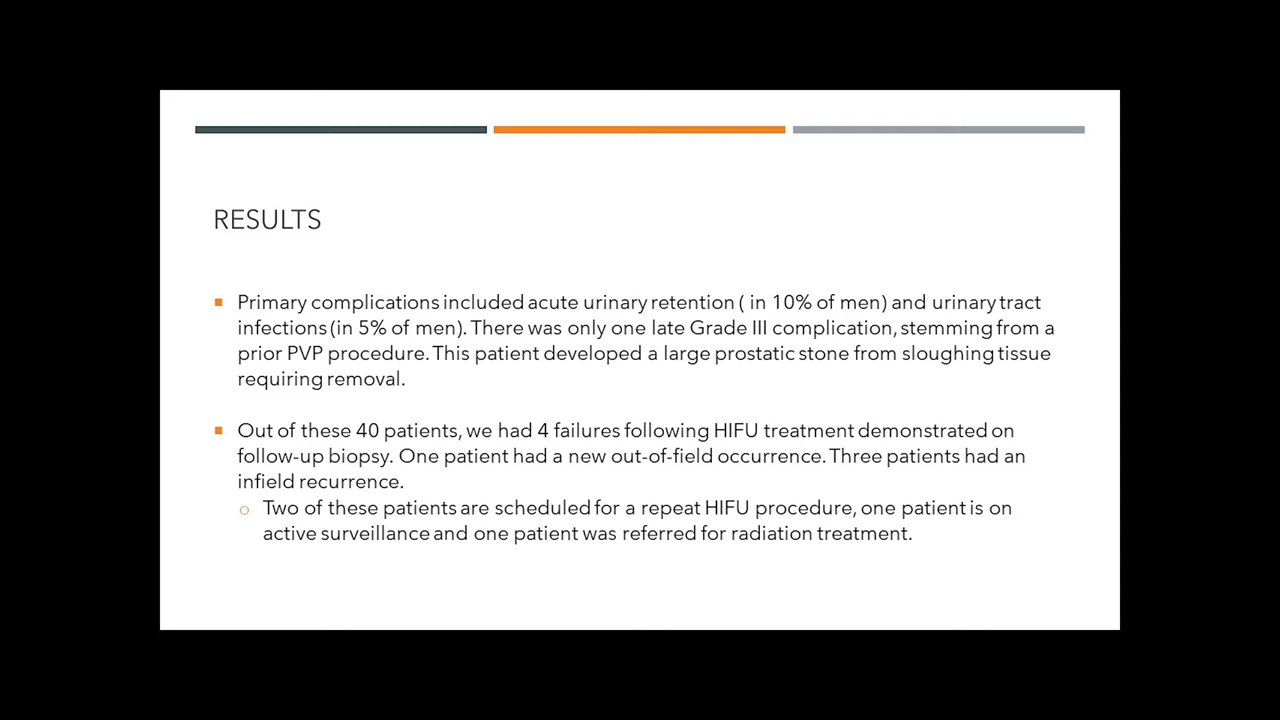 RESULTS
Primary complications included acute urinary retention ( in 10% of men) and urinary tract
infections (in 5% of men). There was only one late Grade III complication, stemming from a
prior PVP procedure. This patient developed a large prostatic stone from sloughing tissue
requiring removal.
Out of these 40 patients, we had 4 failures following HIFU treatment demonstrated on
follow-up biopsy. One patient had a new out-of-field occurrence. Three patients had an
infield recurrence.
Two of these patients are scheduled for a repeat HIFU procedure, one patient is on
active surveillance and one patient was referred for radiation treatment.